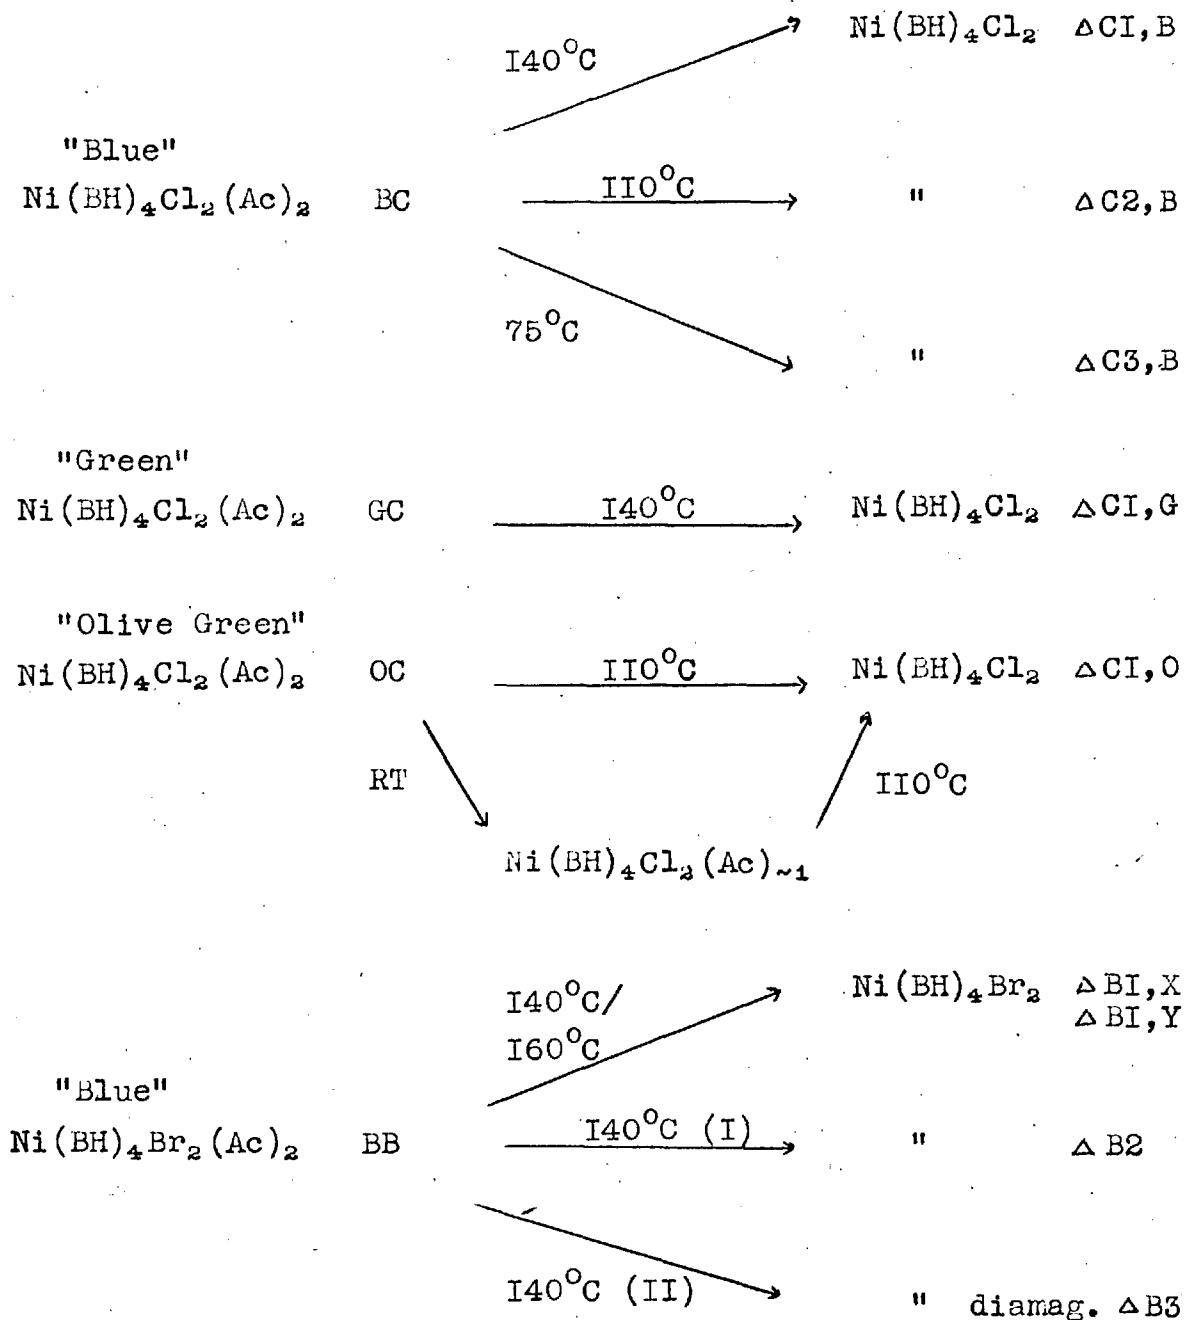 Ni(BH)₄Cl₂ ΔCI,B
I40°C
"Blue"
Ni(BH)₄Cl₂(Ac)₂ BC
II0°C
" ΔC2,B
75°C
" ΔC3,B
"Green"
Ni(BH)₄Cl₂(Ac)₂ GC
I40°C
Ni(BH)₄Cl₂ ΔCI,G
"Olive Green"
Ni(BH)₄Cl₂(Ac)₂ OC
II0°C
Ni(BH)₄Cl₂ ΔCI,O
RT
II0°C
Ni(BH)₄Cl₂(Ac)~₁
I40°C/
I60°C
Ni(BH)₄Br₂ ΔBI,X
ΔBI,Y
"Blue"
Ni(BH)₄Br₂(Ac)₂ BB
I40°C (I)
" ΔB2
I40°C (II)
" diamag. ΔB3